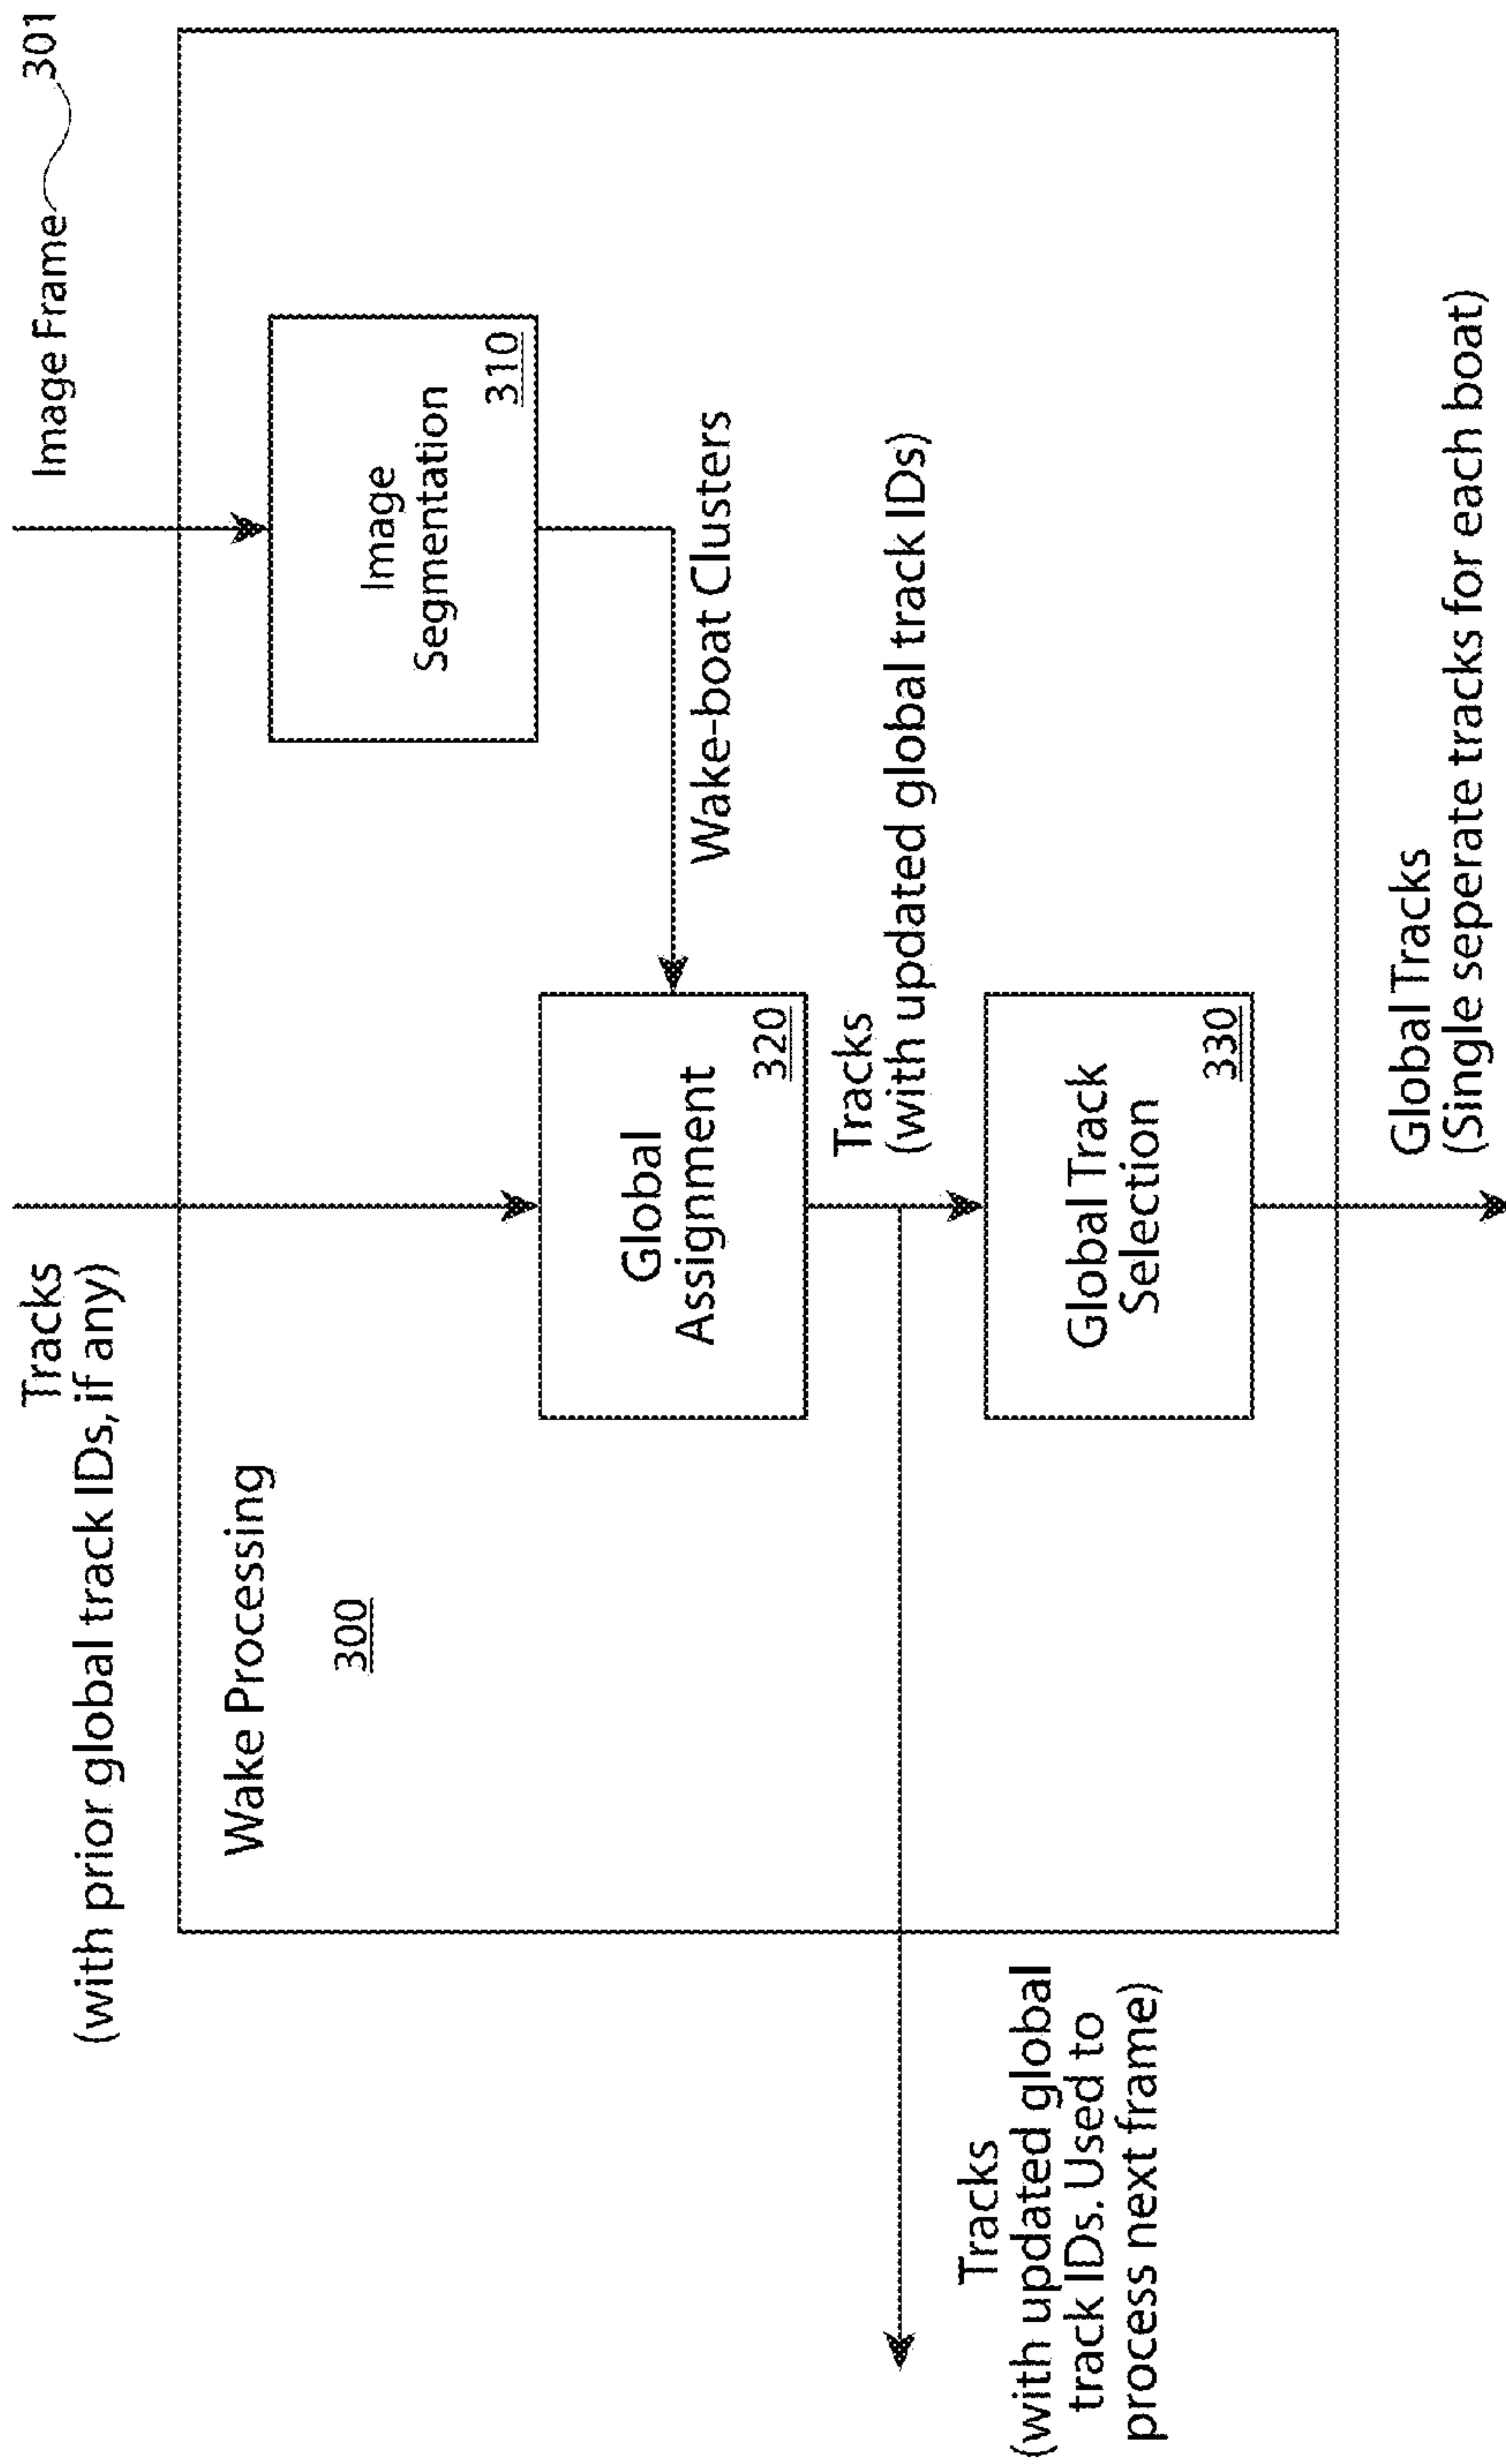 Tracks
(with prior global track IDs, if any)
Image Frame
301
Wake Processing
300
Image
Segmentation
310
Wake-boat Clusters
Global
Assignment
320
Tracks
(with updated global track IDs)
Tracks
(with updated global
track IDs. Used to
process next frame)
Global Track
Selection
330
Global Tracks
(Single seperate tracks for each boat)